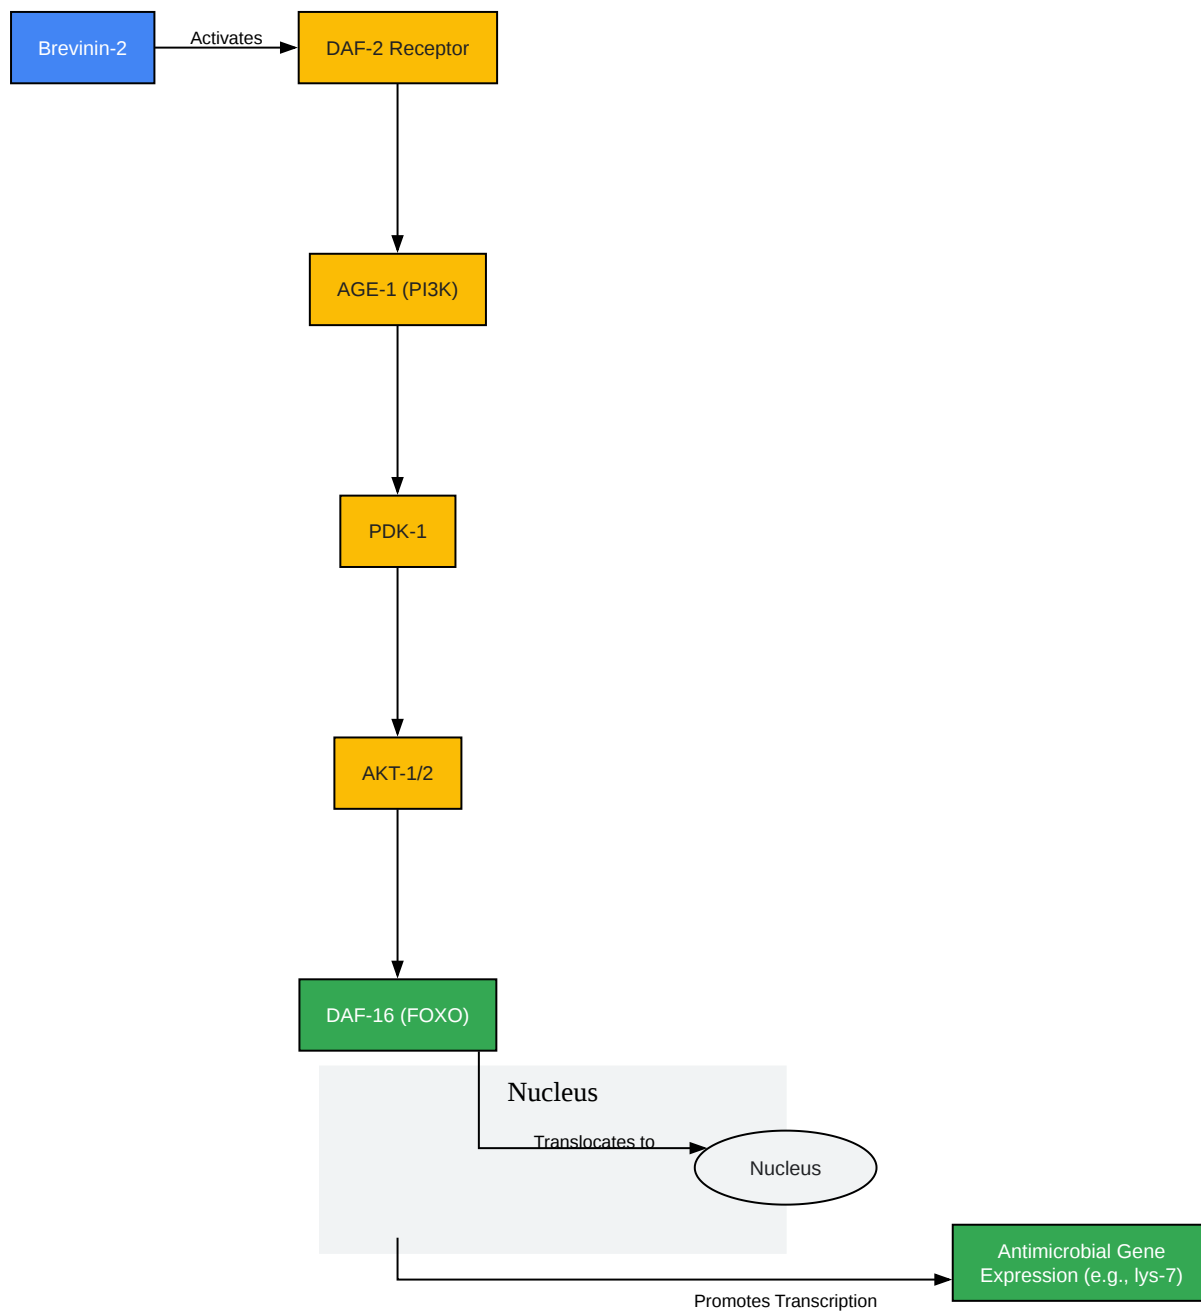 Brevinin-2
Activates
DAF-2 Receptor
AGE-1 (PI3K)
PDK-1
AKT-1/2
DAF-16 (FOXO)
Nucleus
Translocates to
Nucleus
Antimicrobial Gene
Expression (e.g., lys-7)
Promotes Transcription